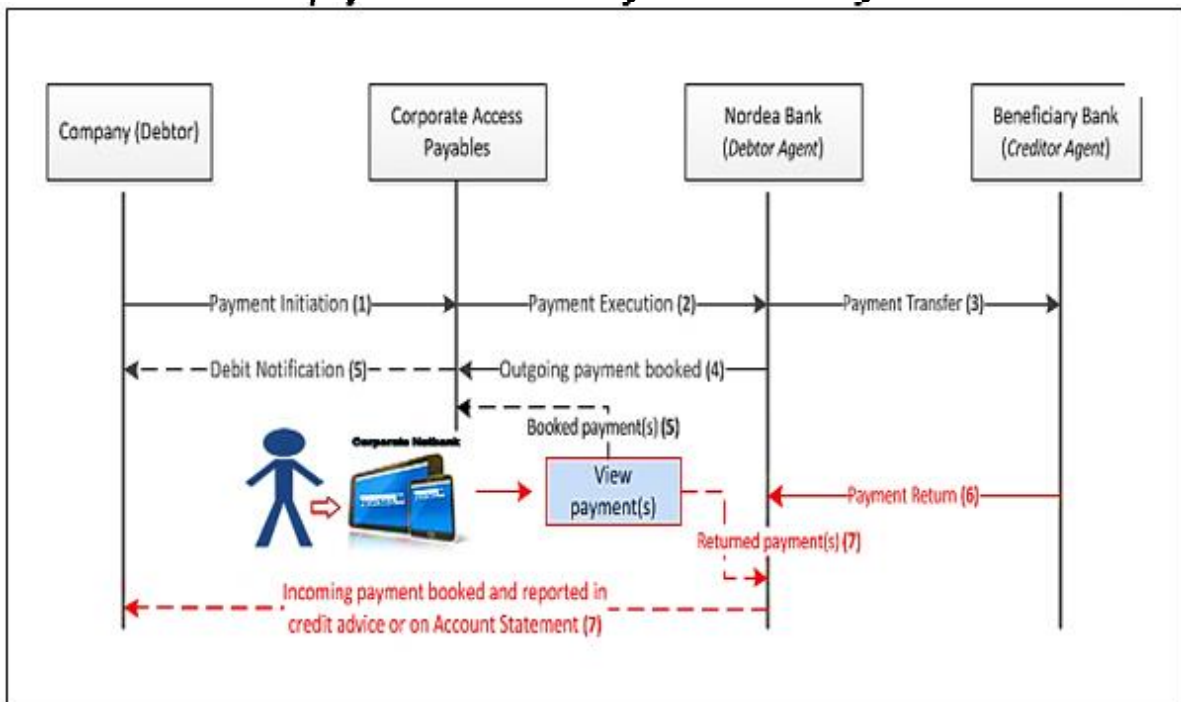 Company (Debtor)
Corporate Access
Payables
Nordea Bank
(Debtor Agent)
Beneficiary Bank
(Creditor Agent)
Payment Initiation (1)
Payment Execution (2)
Payment Transfer (3)
Debit Notification (5)
Outgoing payment booked (4)
Booked payment(s) (5)
Corporate Netbank
View
payment(s)
Payment Return (6)
Returned payment(s) (7)
Incoming payment booked and reported in
credit advice or on Account Statement (7)